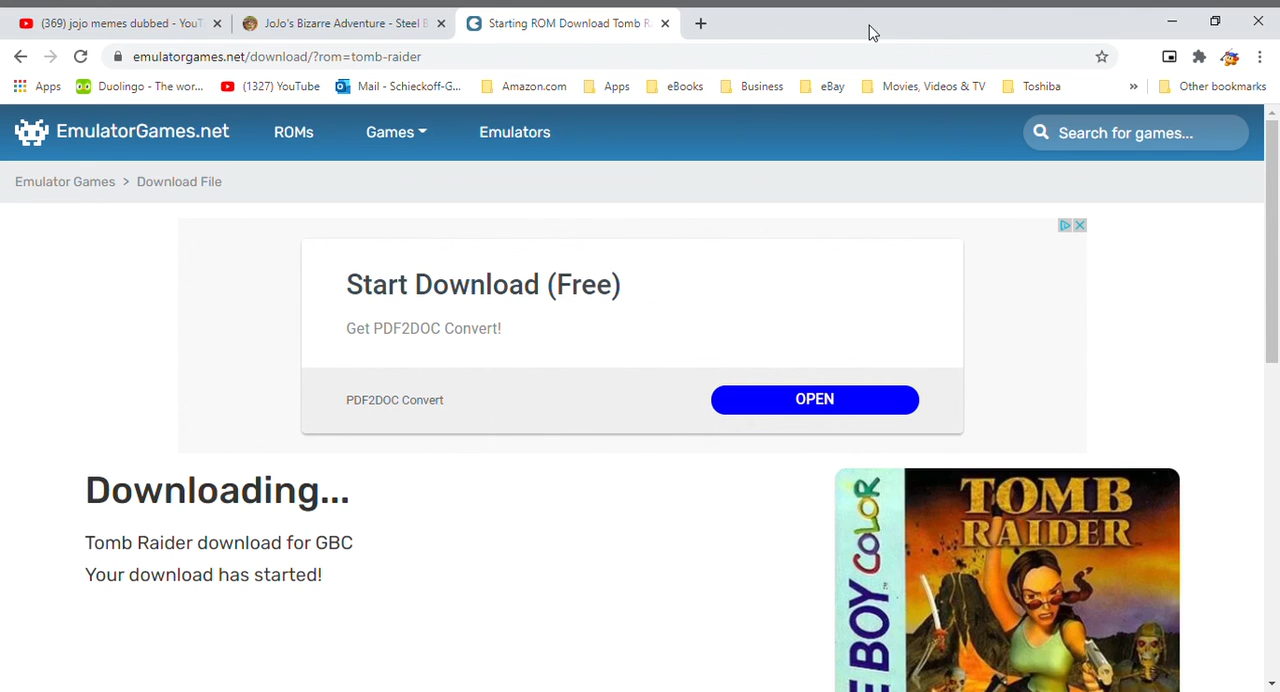 (369) jojo memes dubbed - YouT
JoJo's Bizarre Adventure - Steel B
Starting ROM Download Tomb R
emulatorgames.net/download/?rom=tomb-raider
Apps Duolingo - The wor... (1327) YouTube Mail - Schieckoff-G... Amazon.com Apps eBooks Business eBay Movies, Videos & TV Toshiba » Other bookmarks
EmulatorGames.net ROMs Games Emulators Search for games...
Emulator Games > Download File
Start Download (Free)
Get PDF2DOC Convert!
PDF2DOC Convert OPEN
Downloading...
Tomb Raider download for GBC
Your download has started!
TOMB
RAIDER
BOY COLOR